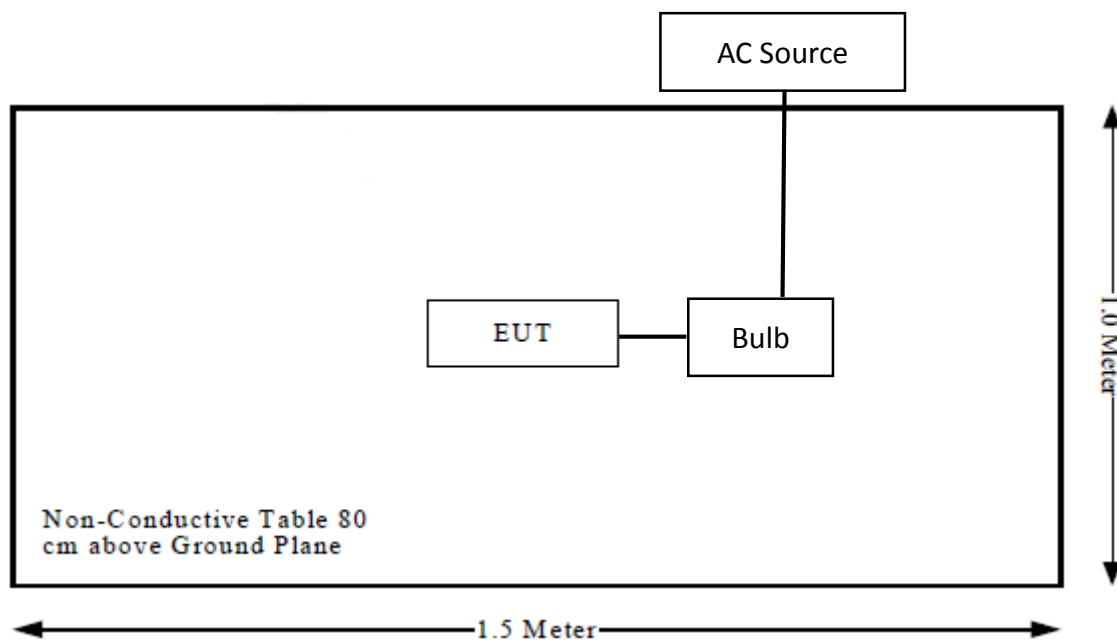 AC Source
EUT
Bulb
1.0 Meter
Non-Conductive Table 80
cm above Ground Plane
1.5 Meter